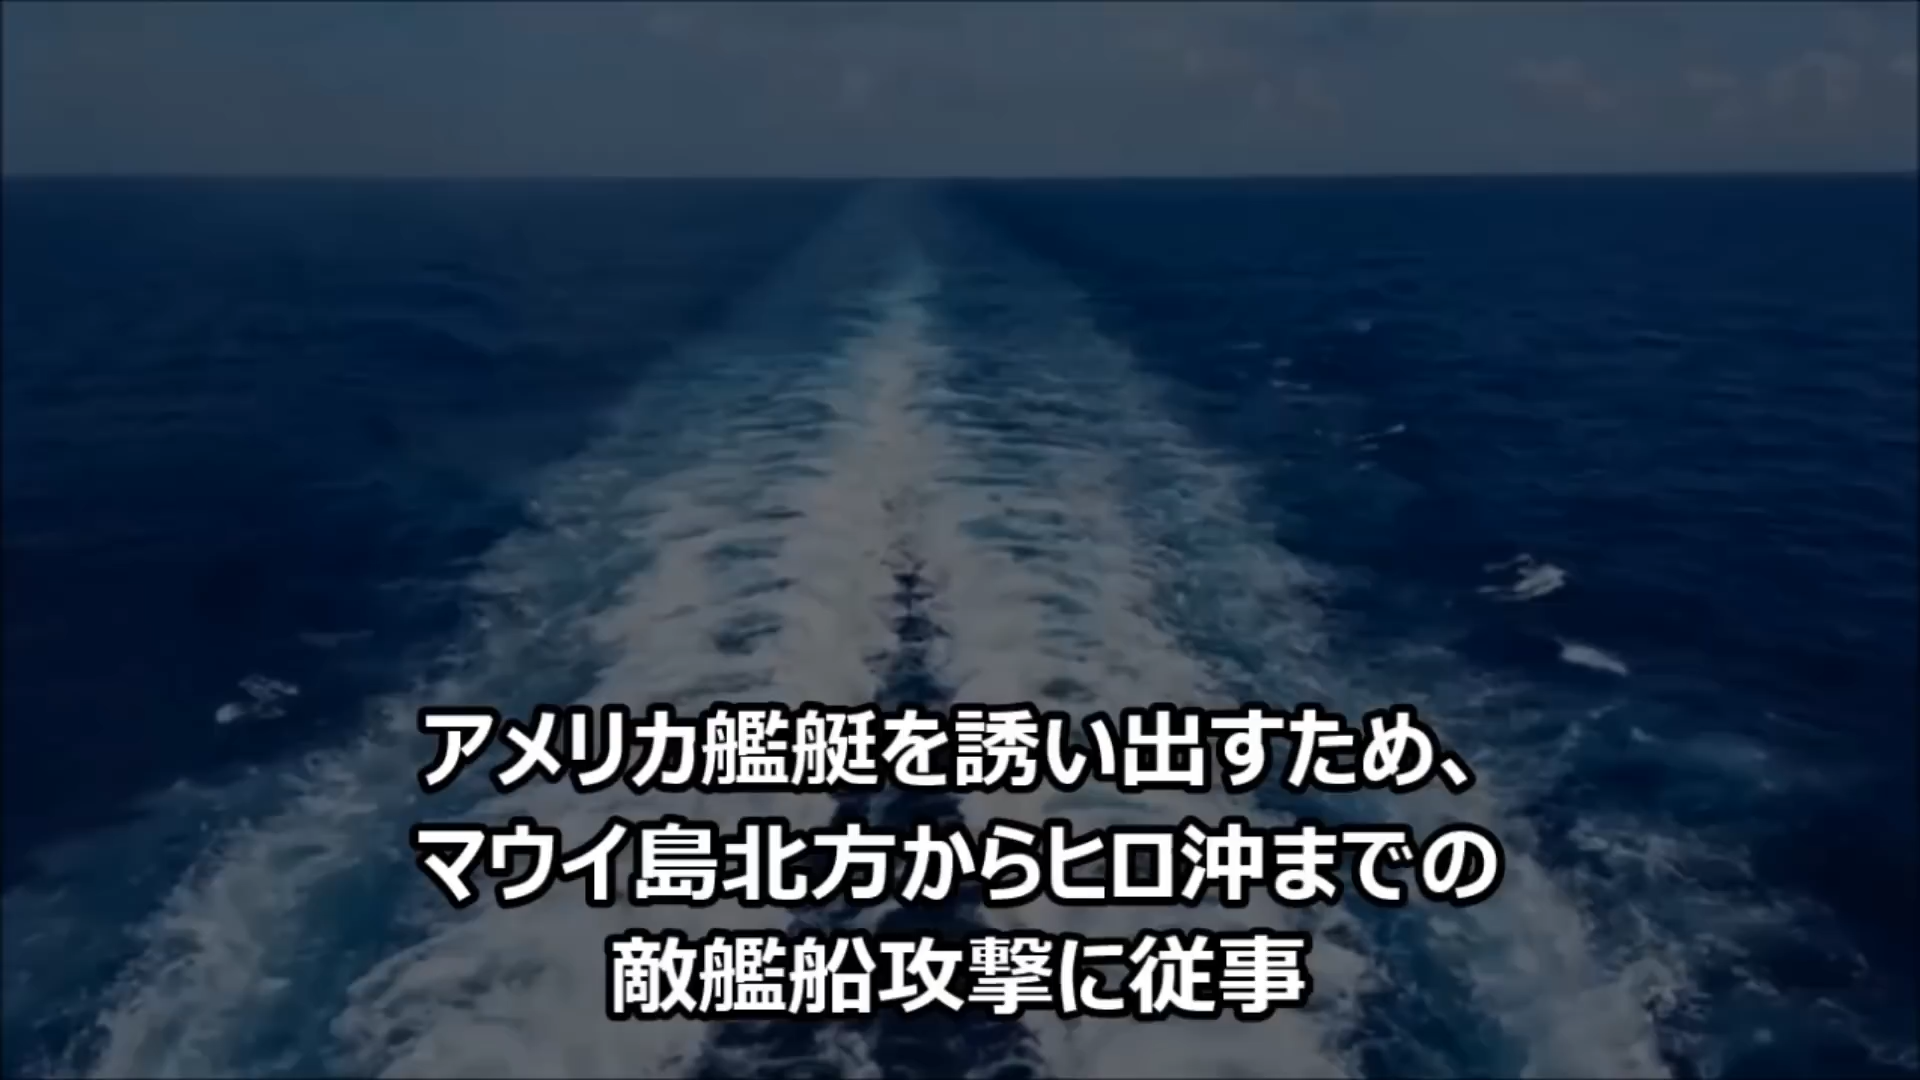 アメリカ艦艇を誘い出すため、
マウイ島北方からヒロ沖までの
敵艦船攻撃に従事